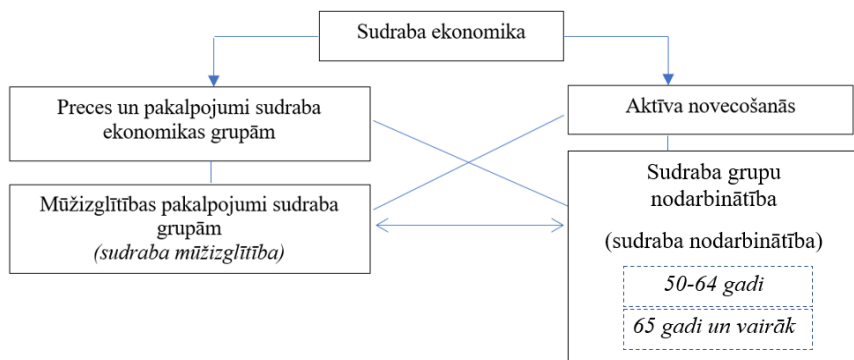 Sudraba ekonomika
Preces un pakalpojumi sudraba
ekonomikas grupām
Aktīva novecošanās
Mūžizglītības pakalpojumi sudraba
grupām
(sudraba mūžizglītība)
Sudraba grupu
nodarbinātība
(sudraba nodarbinātība)
50-64 gadi
65 gadi un vairāk